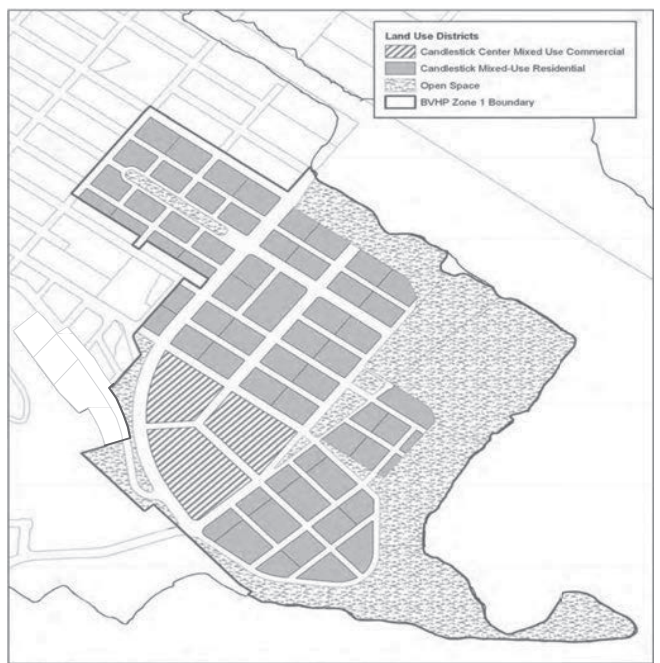 Land Use Districts
Candlestick Center Mixed Use Commercial
Candlestick Mixed-Use Residential
Open Space
BVHP Zone 1 Boundary